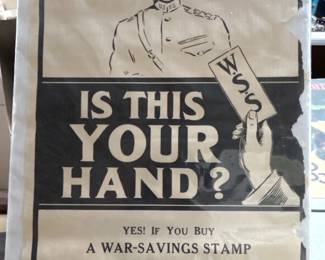 W.S.S.
IS THIS
YOUR
HAND?
YES! IF YOU BUY
A WAR-SAVINGS STAMP